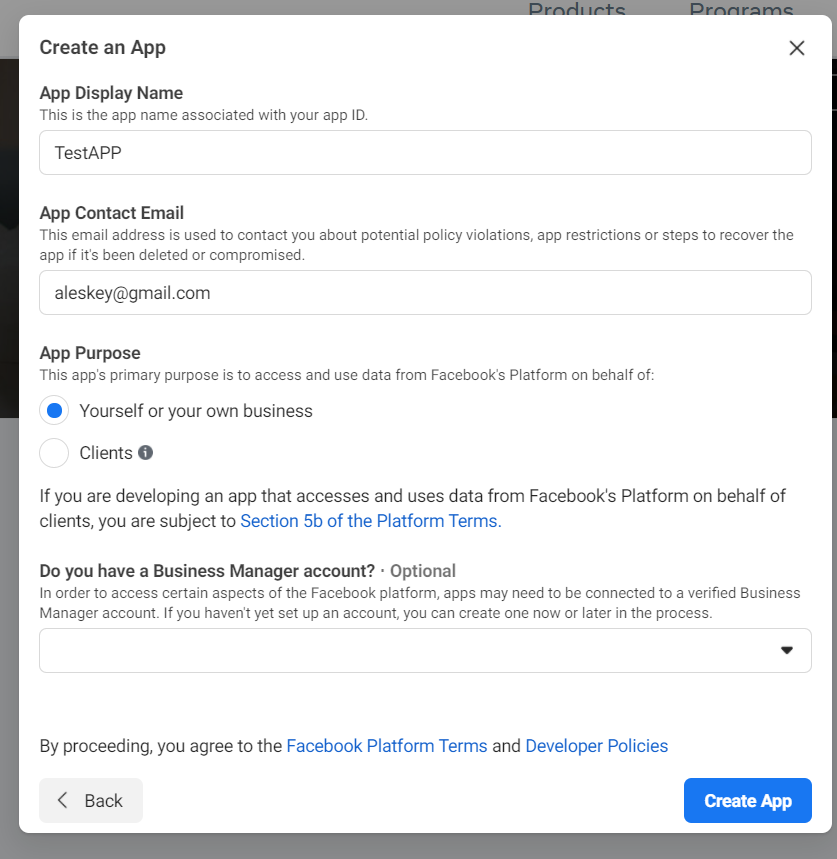 Products Programs
Create an App
App Display Name
This is the app name associated with your app ID.
TestAPP
App Contact Email
This email address is used to contact you about potential policy violations, app restrictions or steps to recover the
app if it's been deleted or compromised.
aleskey@gmail.com
App Purpose
This app's primary purpose is to access and use data from Facebook's Platform on behalf of:
Yourself or your own business
Clients
If you are developing an app that accesses and uses data from Facebook's Platform on behalf of
clients, you are subject to Section 5b of the Platform Terms.
Do you have a Business Manager account? · Optional
In order to access certain aspects of the Facebook platform, apps may need to be connected to a verified Business
Manager account. If you haven't yet set up an account, you can create one now or later in the process.
By proceeding, you agree to the Facebook Platform Terms and Developer Policies
Back
Create App